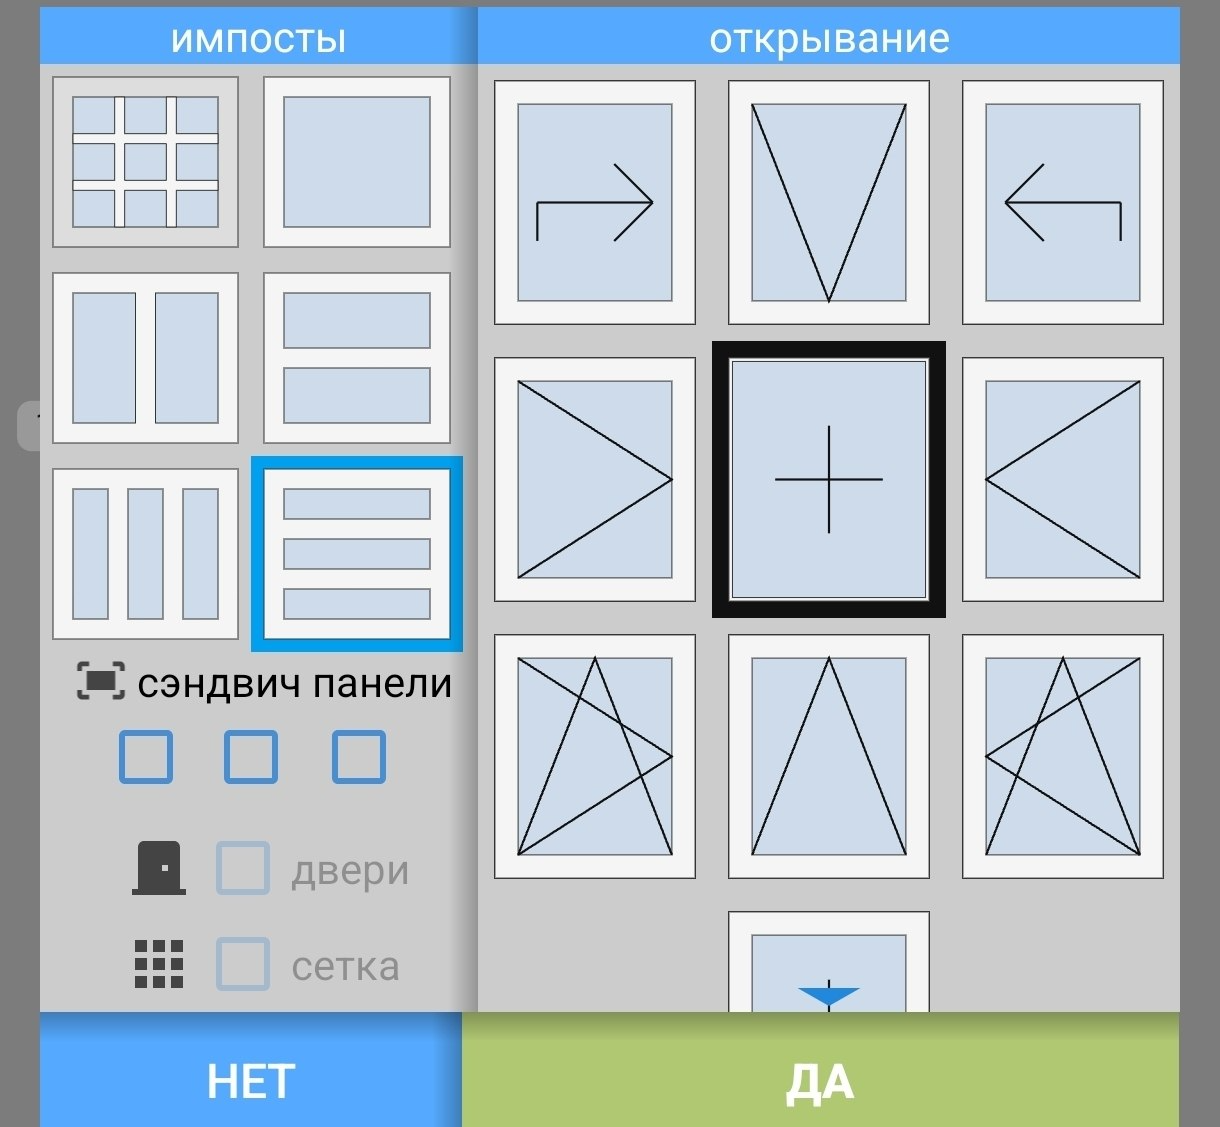 импосты
открывание
сэндвич панели
двери
сетка
НЕТ
ДА